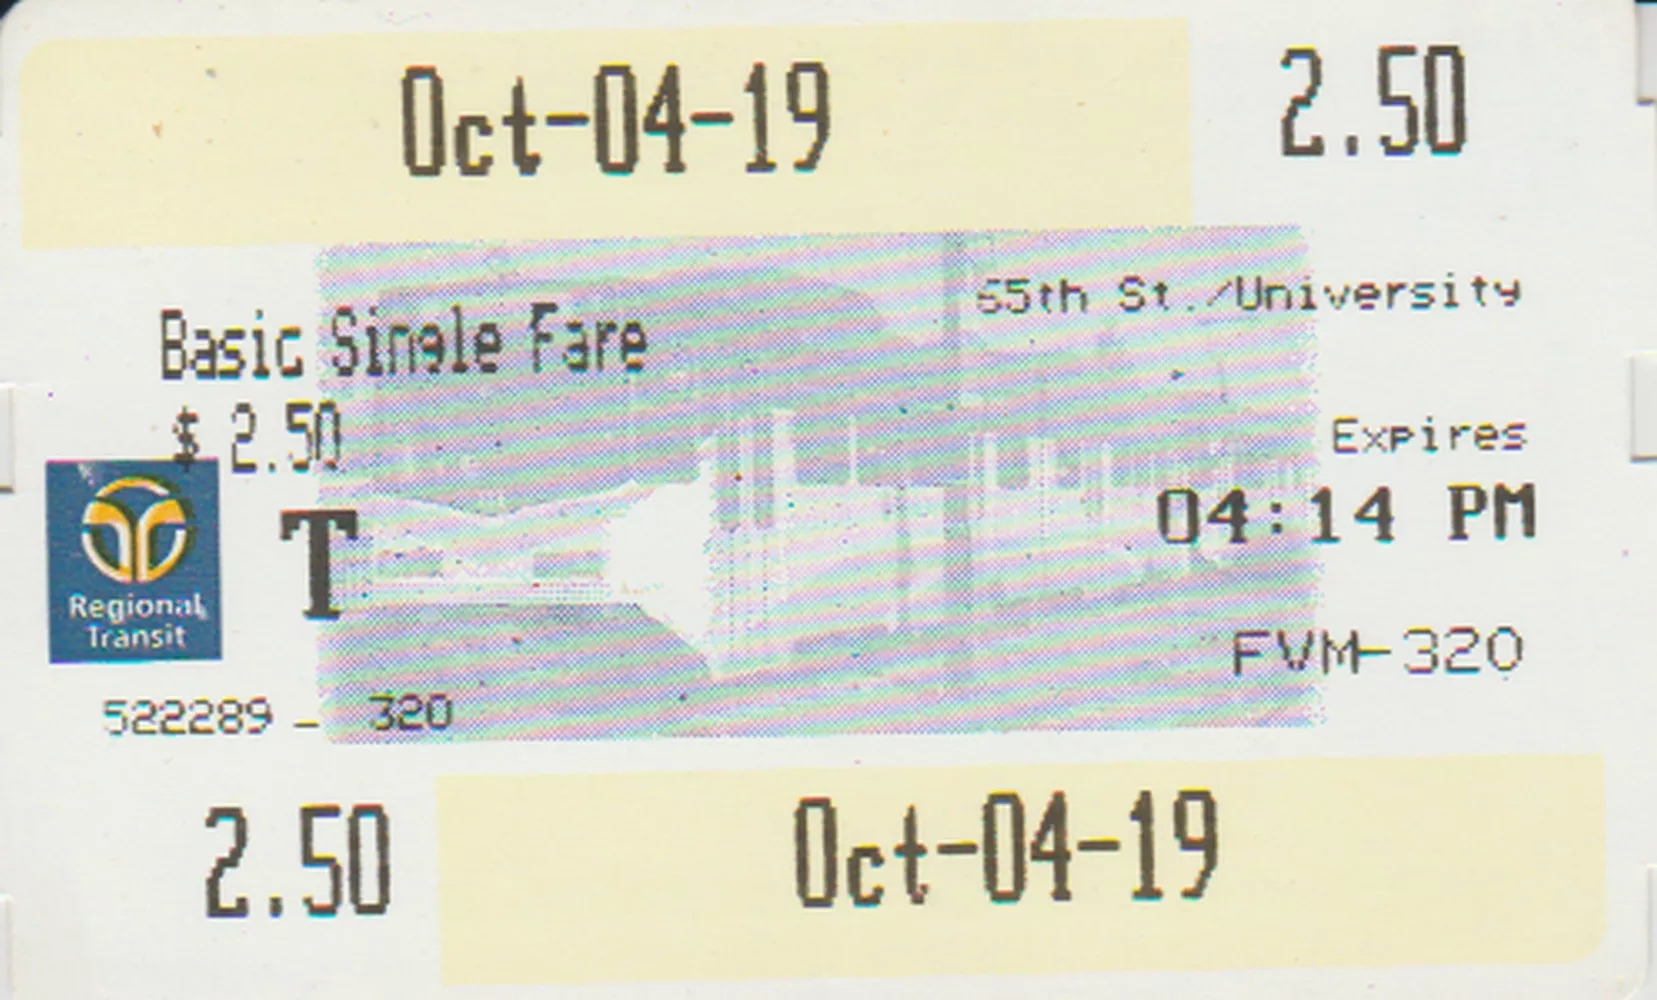 Oct-04-19
2.50
65th St./University
Basic Single Fare
$ 2.50
Expires
04:14 PM
T
Regional
Transit
FVM-320
522289 - 320
2.50
Oct-04-19